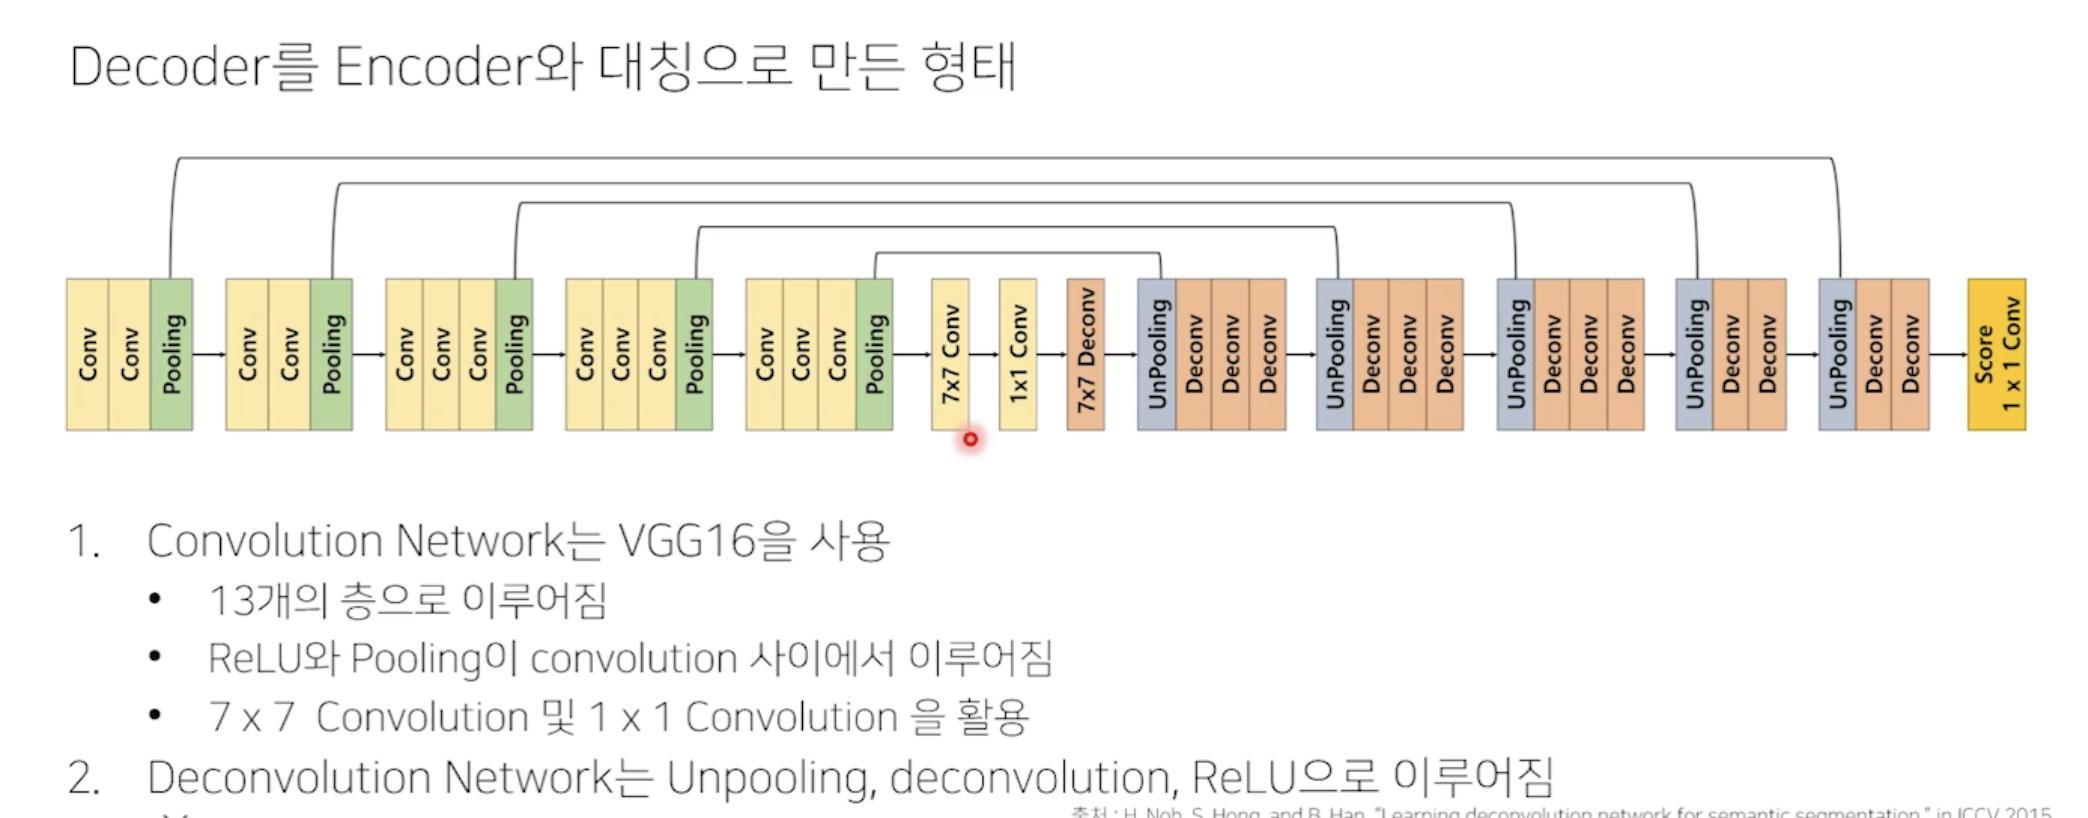 Decoder를 Encoder와 대칭으로 만든 형태
Conv Conv Pooling
Conv Conv Pooling
Conv Conv Conv Pooling
Conv Conv Conv Pooling
Conv Conv Conv Pooling
7x7 Conv
1x1 Conv
7x7 Deconv
UnPooling Deconv Deconv Deconv
UnPooling Deconv Deconv Deconv
UnPooling Deconv Deconv Deconv
UnPooling Deconv Deconv
UnPooling Deconv Deconv
Score
1 x 1 Conv
1. Convolution Network는 VGG16을 사용
• 13개의 층으로 이루어짐
• ReLU와 Pooling이 convolution 사이에서 이루어짐
• 7 x 7 Convolution 및 1 x 1 Convolution 을 활용
2. Deconvolution Network는 Unpooling, deconvolution, ReLU으로 이루어짐
출처 : H. Noh, S. Hong, and B. Han, "Learning deconvolution network for semantic segmentation," in ICCV 2015